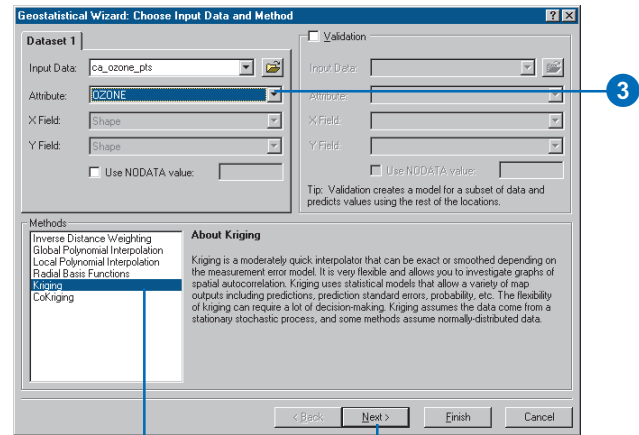 Geostatistical Wizard: Choose Input Data and Method
Dataset 1
Input Data: ca_ozone_pts
Attribute: OZONE
X Field: Shape
Y Field: Shape
Use NODATA value:
Validation
Input Data:
Attribute:
X Field:
Y Field:
Use NODATA value:
Tip: Validation creates a model for a subset of data and
predicts values using the rest of the locations.
3
Methods
Inverse Distance Weighting
Global Polynomial Interpolation
Local Polynomial Interpolation
Radial Basis Functions
Kriging
CoKriging
About Kriging
Kriging is a moderately quick interpolator that can be exact or smoothed depending on
the measurement error model. It is very flexible and allows you to investigate graphs of
spatial autocorrelation. Kriging uses statistical models that allow a variety of map
outputs including predictions, prediction standard errors, probability, etc. The flexibility
of kriging can require a lot of decision-making. Kriging assumes the data come from a
stationary stochastic process, and some methods assume normally-distributed data.
< Back
Next >
Finish
Cancel